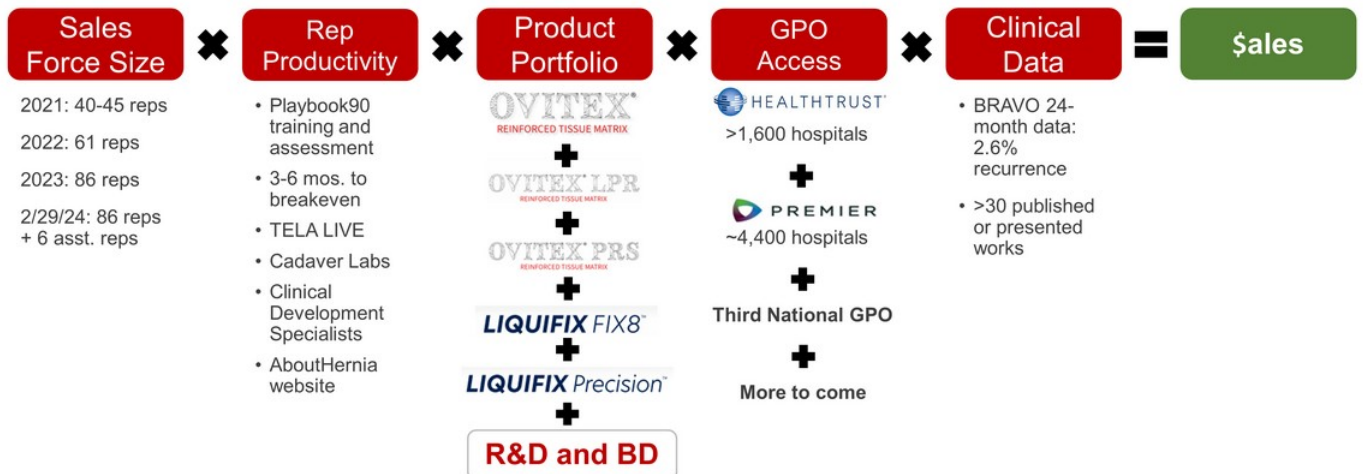 Sales
Force Size
2021: 40-45 reps
2022: 61 reps
2023: 86 reps
2/29/24: 86 reps
+ 6 asst. reps
Rep
Productivity
• Playbook90
training and
assessment
• 3-6 mos. to
breakeven
• TELA LIVE
• Cadaver Labs
• Clinical
Development
Specialists
• AboutHernia
website
Product
Portfolio
OVITEX®
REINFORCED TISSUE MATRIX
OVITEX® LPR
REINFORCED TISSUE MATRIX
OVITEX® PRS
REINFORCED TISSUE MATRIX
LIQUIFIX FIX8™
LIQUIFIX Precision™
R&D and BD
GPO
Access
HEALTHTRUST®
>1,600 hospitals
PREMIER
~4,400 hospitals
Third National GPO
More to come
Clinical
Data
• BRAVO 24-
month data:
2.6%
recurrence
• >30 published
or presented
works
$ales